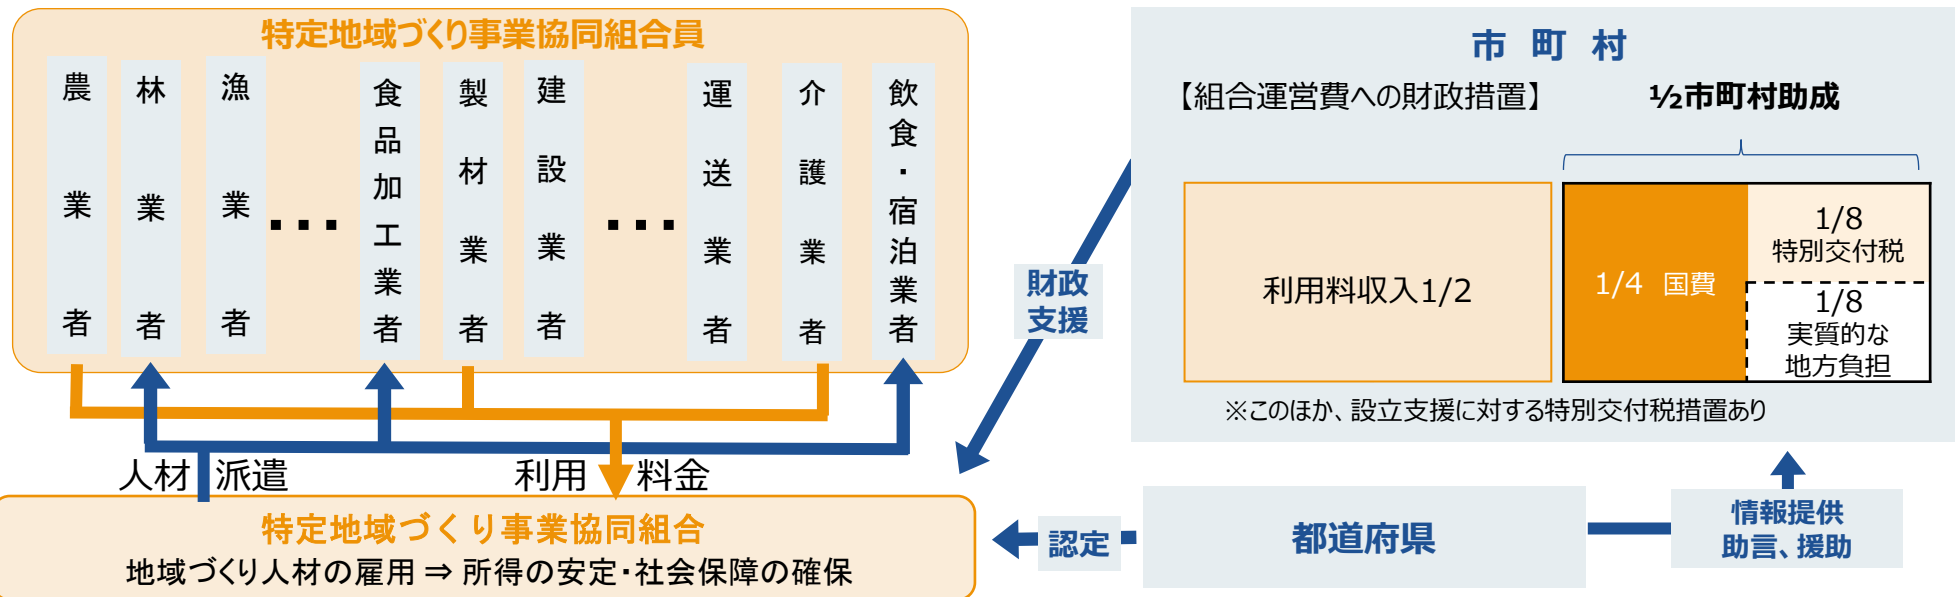 特定地域づくり事業協同組合員
農業者
林業者
漁業者
・・・
食品加工業者
製材業者
建設業者
・・・
運送業者
介護業者
飲食・宿泊業者
人材派遣
利用料金
特定地域づくり事業協同組合
地域づくり人材の雇用 ⇒ 所得の安定・社会保障の確保
財政
支援
市町村
【組合運営費への財政措置】
½市町村助成
利用料収入1/2
1/4 国費
1/8
特別交付税
1/8
実質的な
地方負担
※このほか、設立支援に対する特別交付税措置あり
認定
都道府県
情報提供
助言、援助